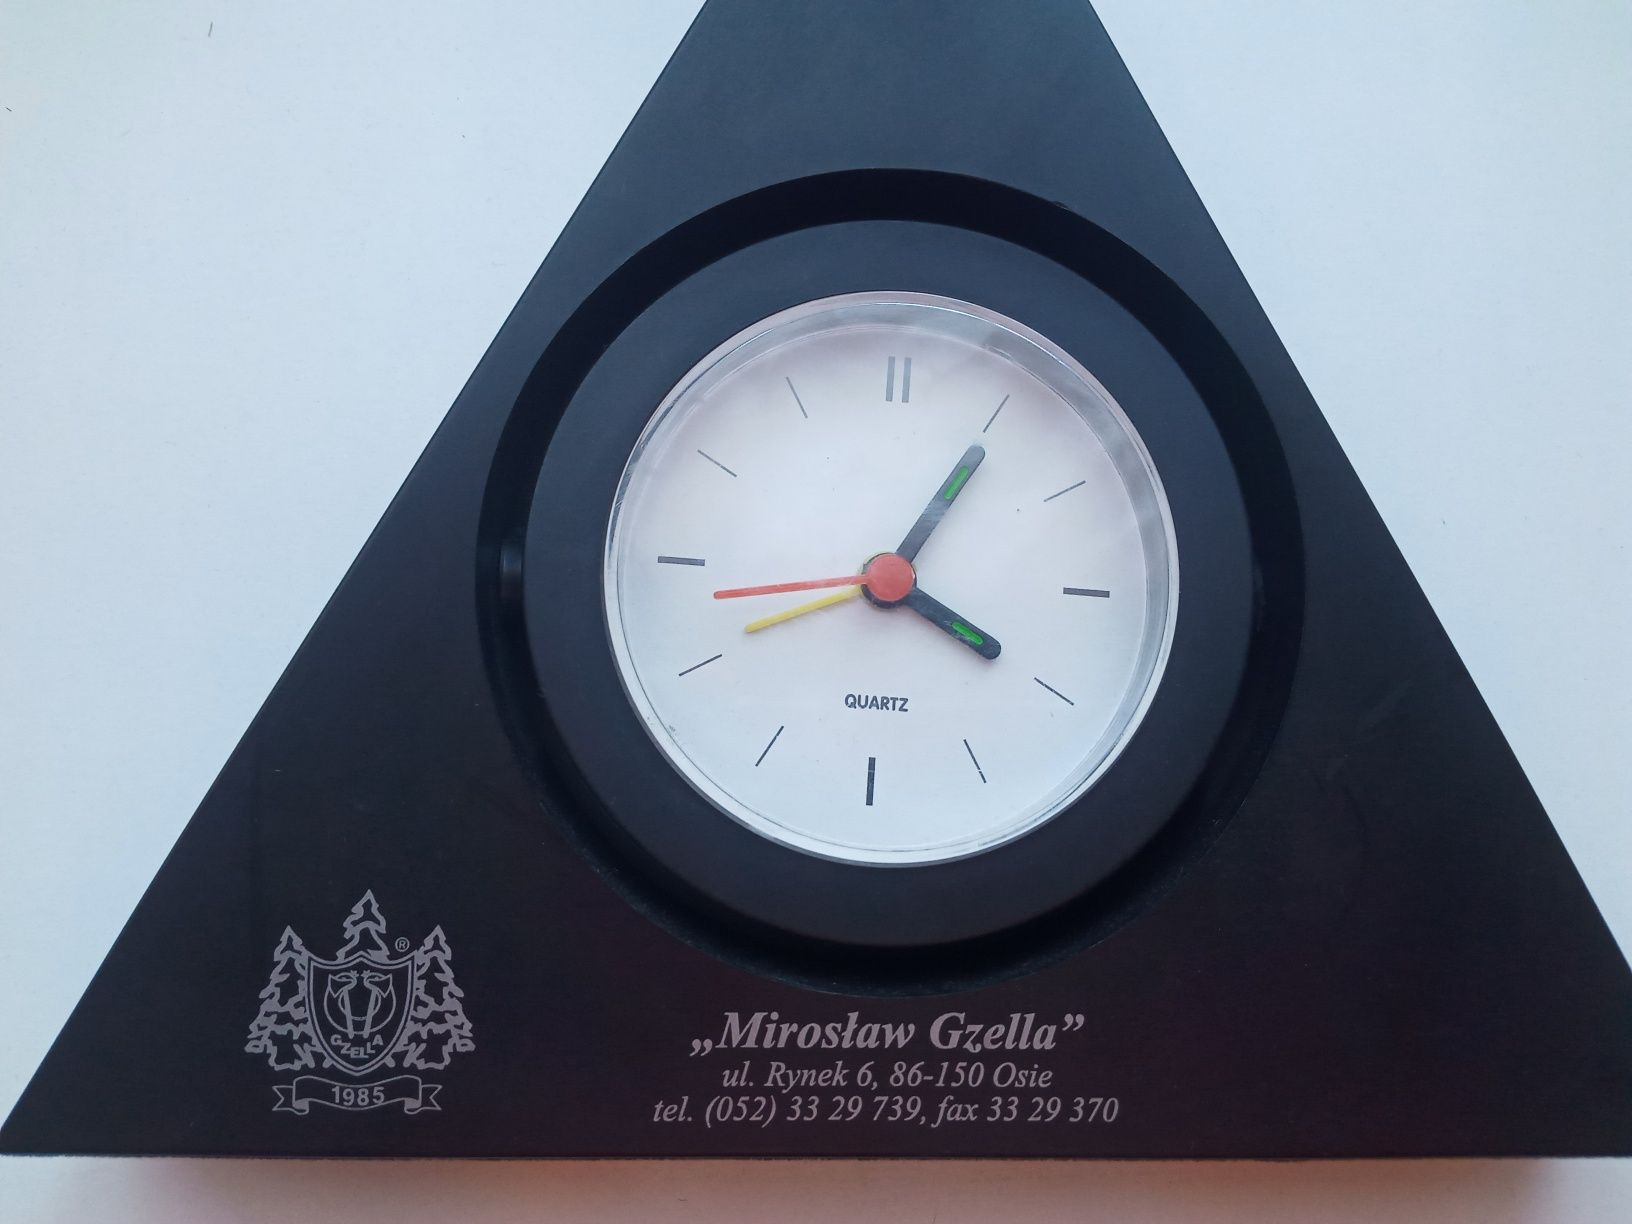 QUARTZ
®
GZELLA
1985
„Mirosław Gzella”
ul. Rynek 6, 86-150 Osie
tel. (052) 33 29 739, fax 33 29 370